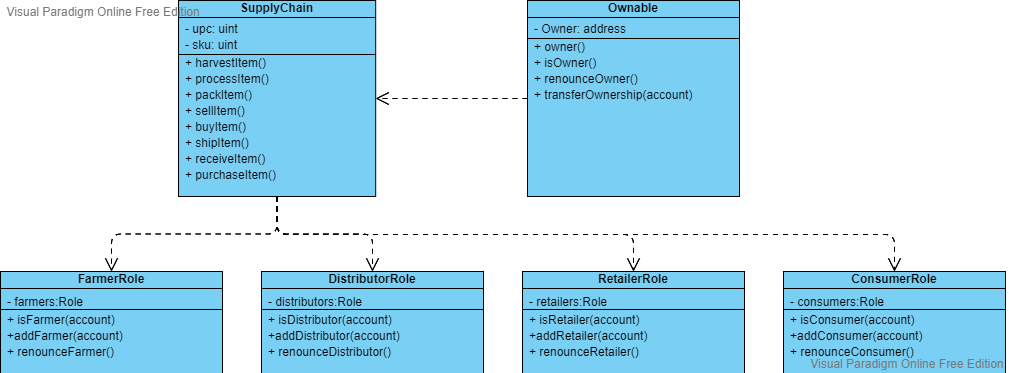 Visual Paradigm Online Free Edition
SupplyChain
- upc: uint
- sku: uint
+ harvestItem()
+ processItem()
+ packItem()
+ sellItem()
+ buyItem()
+ shipItem()
+ receiveItem()
+ purchaseItem()
Ownable
- Owner: address
+ owner()
+ isOwner()
+ renounceOwner()
+ transferOwnership(account)
FarmerRole
- farmers:Role
+ isFarmer(account)
+addFarmer(account)
+ renounceFarmer()
DistributorRole
- distributors:Role
+ isDistributor(account)
+addDistributor(account)
+ renounceDistributor()
RetailerRole
- retailers:Role
+ isRetailer(account)
+addRetailer(account)
+ renounceRetailer()
ConsumerRole
- consumers:Role
+ isConsumer(account)
+addConsumer(account)
+ renounceConsumer()
Visual Paradigm Online Free Edition